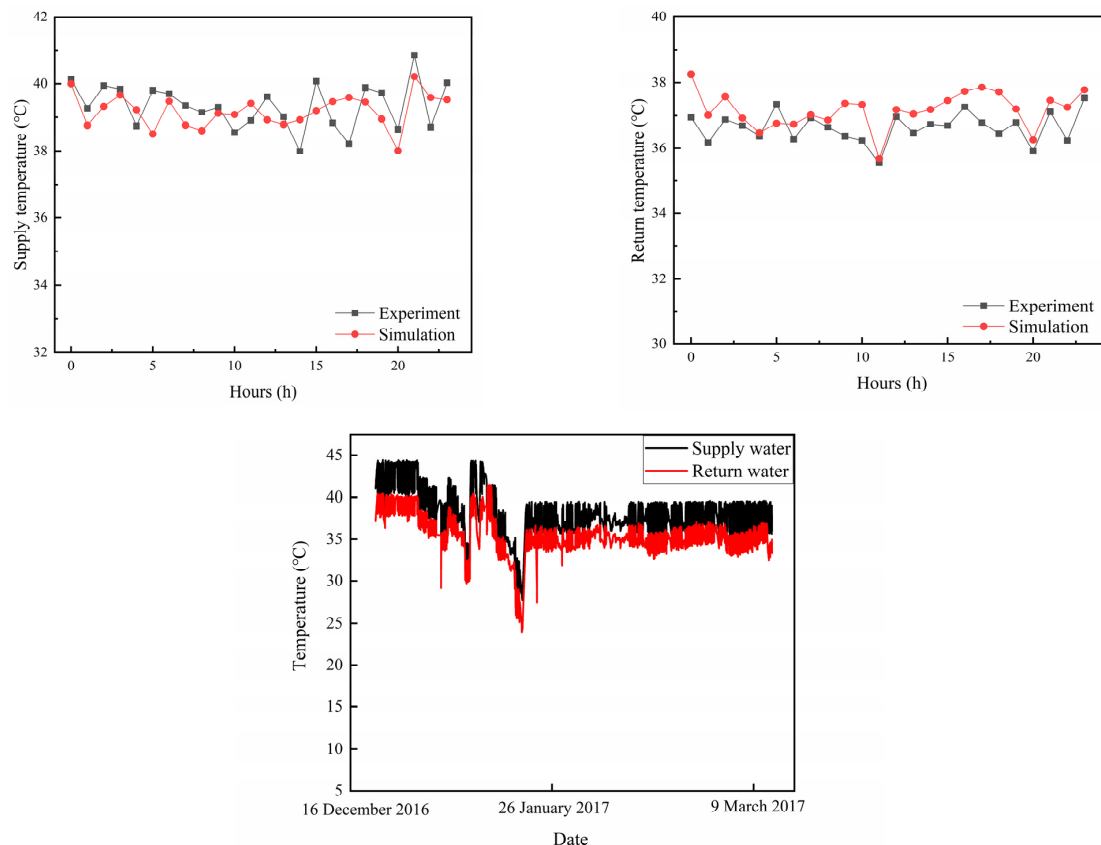 42
40
38
36
34
32
Supply temperature (℃)
Experiment
Simulation
0
5
10
15
20
Hours (h)
40
38
36
34
32
30
Return temperature (℃)
Experiment
Simulation
0
5
10
15
20
Hours (h)
45
40
35
30
25
20
15
10
5
Temperature (℃)
Supply water
Return water
16 December 2016
26 January 2017
9 March 2017
Date